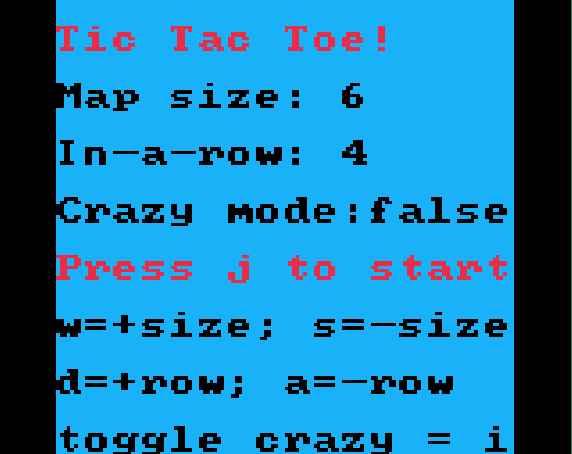 Tic Tac Toe!
Map size: 6
In-a-row: 4
Crazy mode:false
Press j to start
w=+size; s=-size
d=+row; a=-row
toggle crazy = i